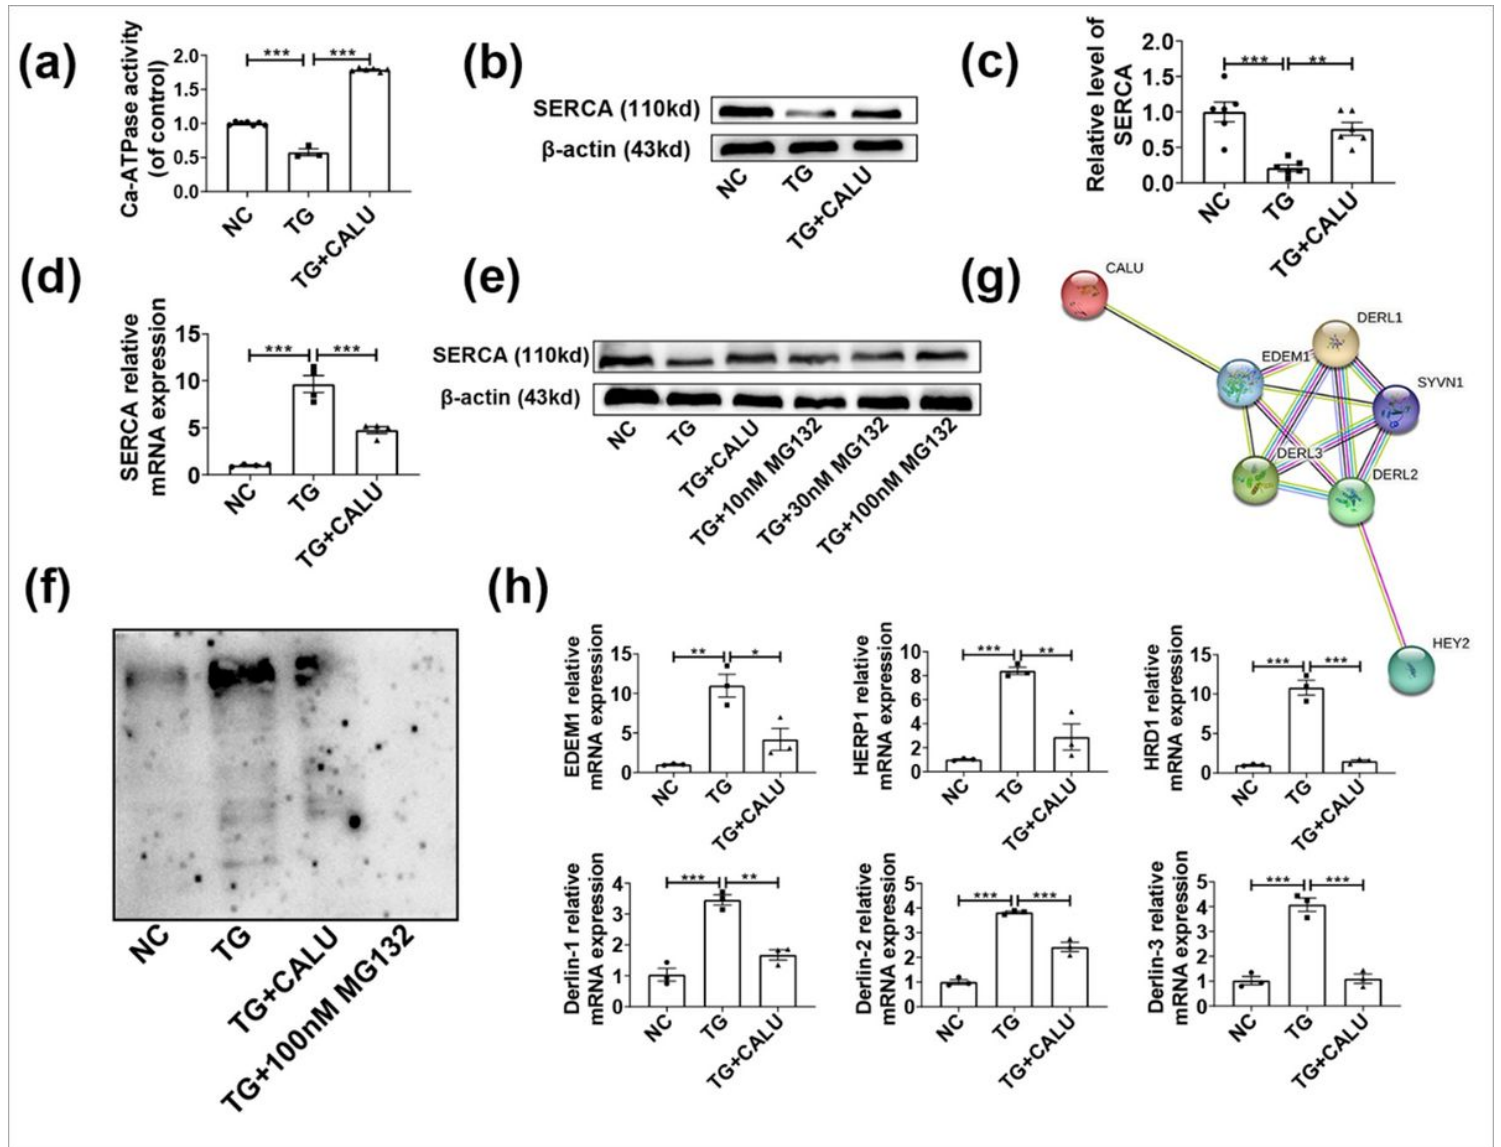 (a)
Ca-ATPase activity
(of control)
2.0
1.5
1.0
0.5
0.0
***
***
NC
TG
TG+CALU
(b)
SERCA (110kd)
β-actin (43kd)
NC
TG
TG+CALU
(c)
Relative level of
SERCA
2.0
1.5
1.0
0.5
0.0
***
**
NC
TG
TG+CALU
(d)
SERCA relative
mRNA expression
15
10
5
0
***
***
NC
TG
TG+CALU
(e)
SERCA (110kd)
β-actin (43kd)
NC
TG
TG+CALU
TG+10nM MG132
TG+30nM MG132
TG+100nM MG132
(g)
CALU
DERL1
EDEM1
SYVN1
DERL3
DERL2
HEY2
(f)
NC
TG
TG+CALU
TG+100nM MG132
(h)
EDEM1 relative
mRNA expression
15
10
5
0
**
*
NC
TG
TG+CALU
HERP1 relative
mRNA expression
10
8
6
4
2
0
***
**
NC
TG
TG+CALU
HRD1 relative
mRNA expression
15
10
5
0
***
***
NC
TG
TG+CALU
Derlin-1 relative
mRNA expression
4
3
2
1
0
***
**
NC
TG
TG+CALU
Derlin-2 relative
mRNA expression
5
4
3
2
1
0
***
***
NC
TG
TG+CALU
Derlin-3 relative
mRNA expression
5
4
3
2
1
0
***
***
NC
TG
TG+CALU